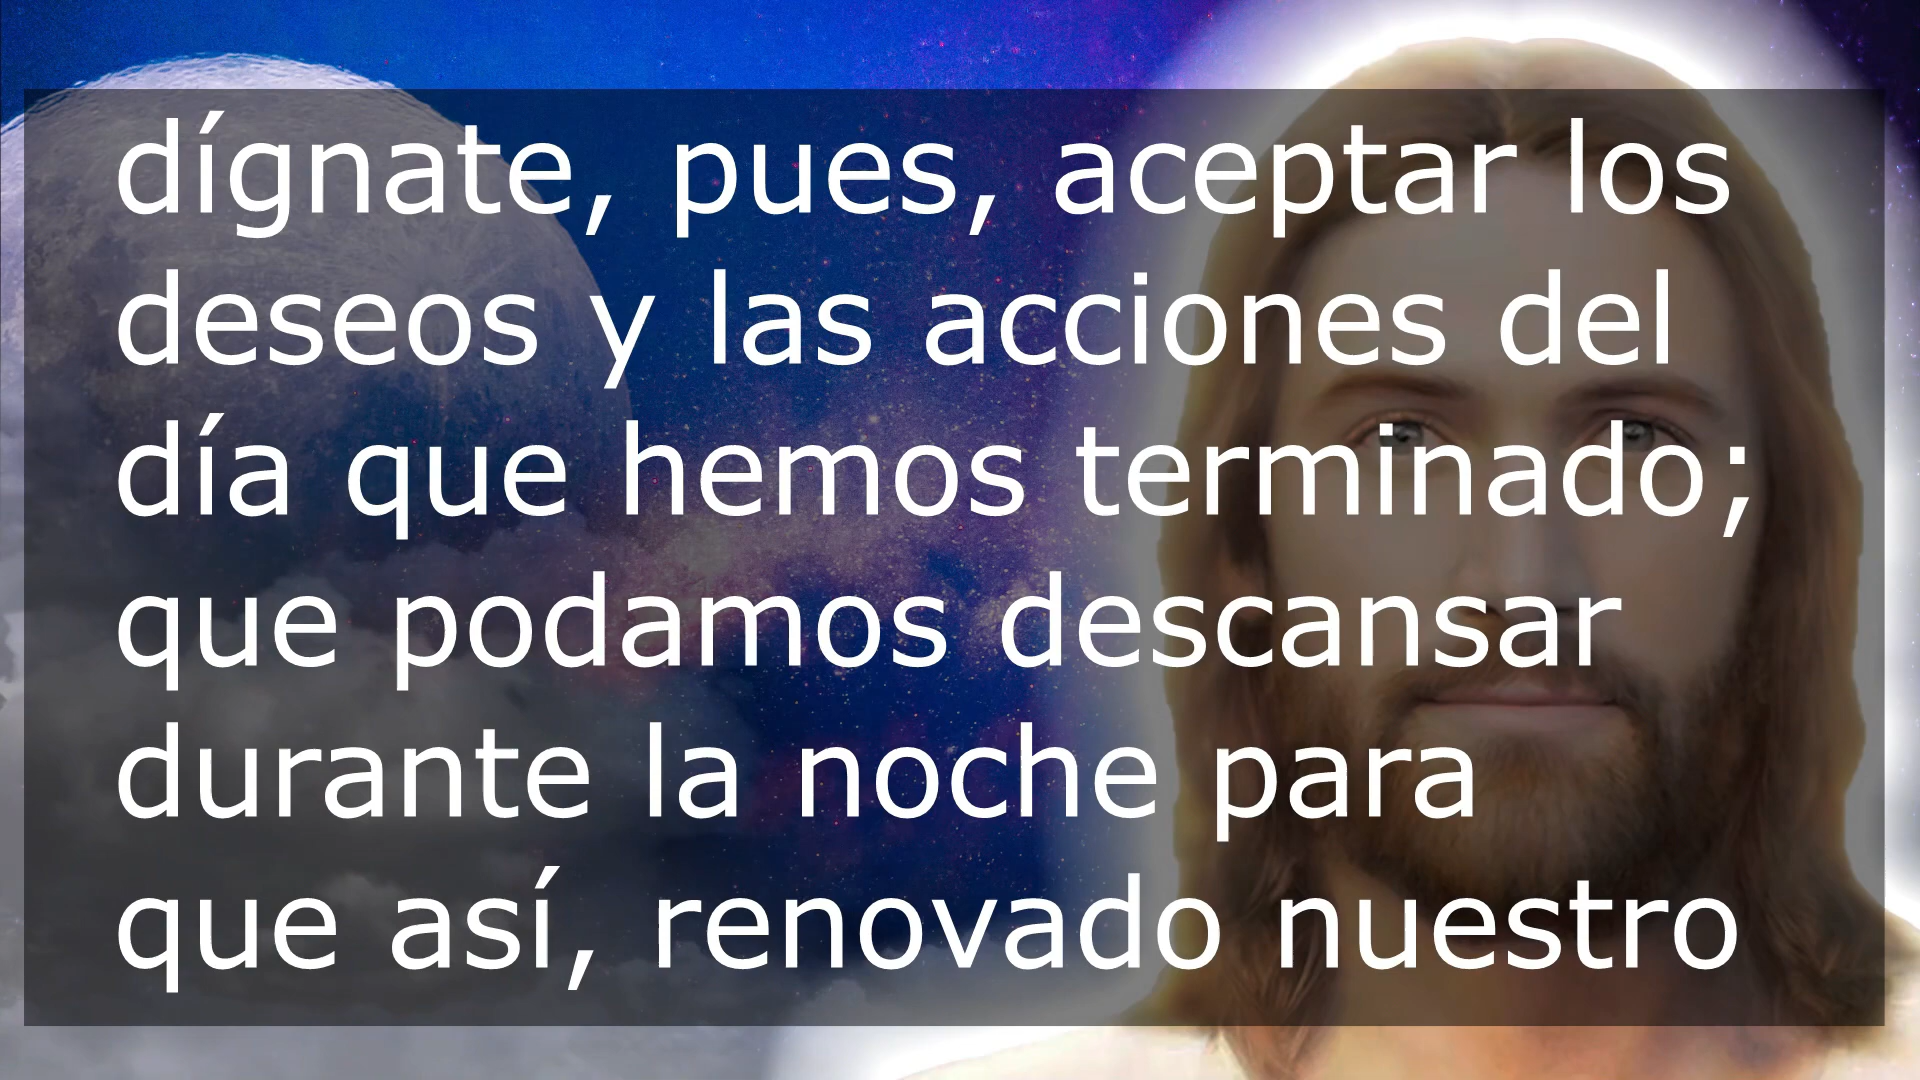 dígnate, pues, aceptar los
deseos y las acciones del
día que hemos terminado;
que podamos descansar
durante la noche para
que así, renovado nuestro